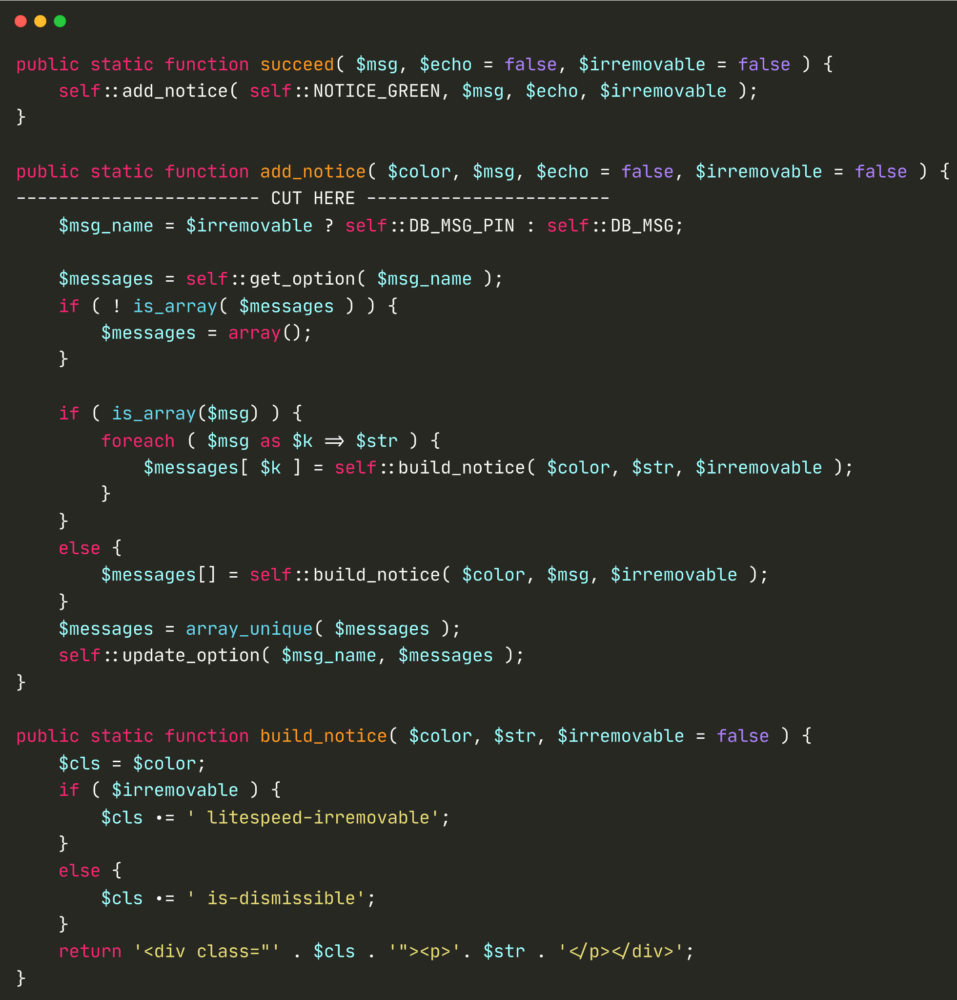 public static function succeed( $msg, $echo = false, $irremovable = false ) {
    self::add_notice( self::NOTICE_GREEN, $msg, $echo, $irremovable );
}

public static function add_notice( $color, $msg, $echo = false, $irremovable = false ) {
----------------------- CUT HERE -----------------------
    $msg_name = $irremovable ? self::DB_MSG_PIN : self::DB_MSG;

    $messages = self::get_option( $msg_name );
    if ( ! is_array( $messages ) ) {
        $messages = array();
    }

    if ( is_array($msg) ) {
        foreach ( $msg as $k => $str ) {
            $messages[ $k ] = self::build_notice( $color, $str, $irremovable );
        }
    }
    else {
        $messages[] = self::build_notice( $color, $msg, $irremovable );
    }
    $messages = array_unique( $messages );
    self::update_option( $msg_name, $messages );
}

public static function build_notice( $color, $str, $irremovable = false ) {
    $cls = $color;
    if ( $irremovable ) {
        $cls .= ' litespeed-irremovable';
    }
    else {
        $cls .= ' is-dismissible';
    }
    return '<div class="' . $cls . '"><p>'. $str . '</p></div>';
}